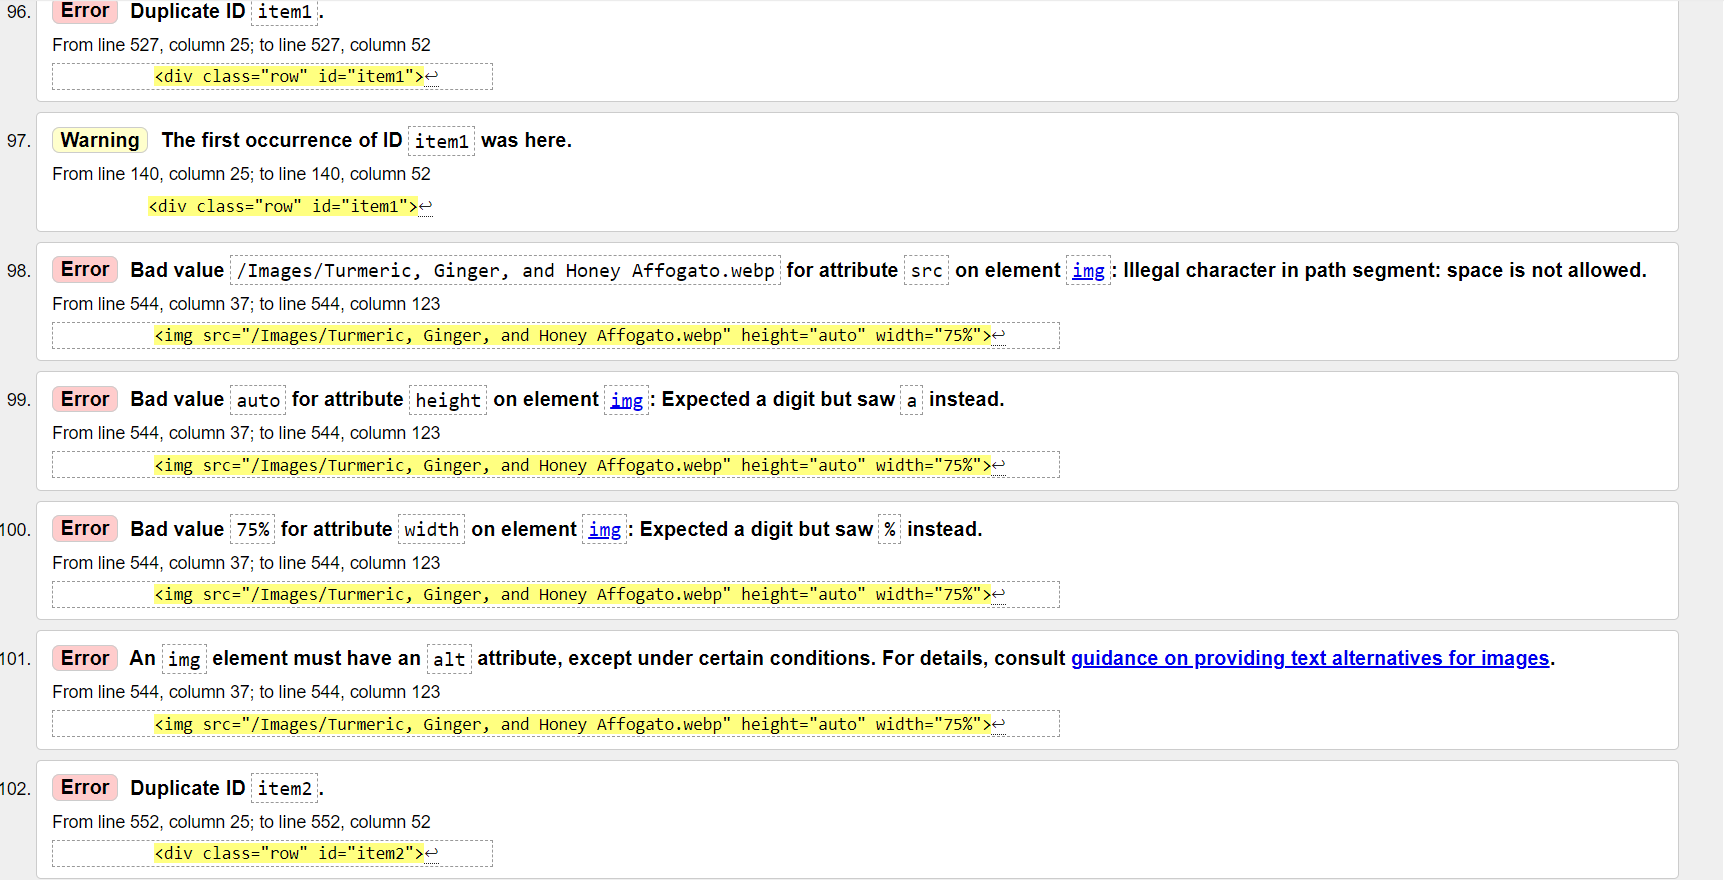 96. Error Duplicate ID item1.
From line 527, column 25; to line 527, column 52
<div class="row" id="item1">↩
97. Warning The first occurrence of ID item1 was here.
From line 140, column 25; to line 140, column 52
<div class="row" id="item1">↩
98. Error Bad value /Images/Turmeric, Ginger, and Honey Affogato.webp for attribute src on element img: Illegal character in path segment: space is not allowed.
From line 544, column 37; to line 544, column 123
<img src="/Images/Turmeric, Ginger, and Honey Affogato.webp" height="auto" width="75%">↩
99. Error Bad value auto for attribute height on element img: Expected a digit but saw a instead.
From line 544, column 37; to line 544, column 123
<img src="/Images/Turmeric, Ginger, and Honey Affogato.webp" height="auto" width="75%">↩
100. Error Bad value 75% for attribute width on element img: Expected a digit but saw % instead.
From line 544, column 37; to line 544, column 123
<img src="/Images/Turmeric, Ginger, and Honey Affogato.webp" height="auto" width="75%">↩
101. Error An img element must have an alt attribute, except under certain conditions. For details, consult guidance on providing text alternatives for images.
From line 544, column 37; to line 544, column 123
<img src="/Images/Turmeric, Ginger, and Honey Affogato.webp" height="auto" width="75%">↩
102. Error Duplicate ID item2.
From line 552, column 25; to line 552, column 52
<div class="row" id="item2">↩